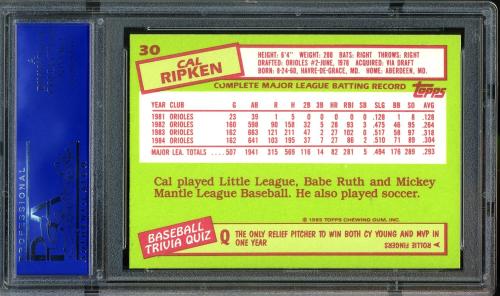 30
CAL
RIPKEN
HEIGHT: 6'4" WEIGHT: 200 BATS: RIGHT THROWS: RIGHT
DRAFTED: ORIOLES #2-JUNE, 1978 ACQUIRED: VIA DRAFT
BORN: 8-24-60, HAVRE-DE-GRACE, MD. HOME: ABERDEEN, MD.
COMPLETE MAJOR LEAGUE BATTING RECORD
topps
YEAR CLUB G AB R H 2B 3B HR RBI SB SLG BB SO AVG
1981 ORIOLES 23 39 1 5 0 0 0 0 0 .128 1 8 .128
1982 ORIOLES 160 598 90 158 32 5 28 93 3 .475 46 95 .264
1983 ORIOLES 162 663 121 211 47 2 27 102 0 .517 58 97 .318
1984 ORIOLES 162 641 103 195 37 7 27 86 2 .510 71 89 .304
MAJOR LEA. TOTALS 507 1941 315 569 116 14 82 281 5 .494 176 289 .293
Cal played Little League, Babe Ruth and Mickey
Mantle League Baseball. He also played soccer.
©1985 TOPPS CHEWING GUM, INC.
BASEBALL
TRIVIA QUIZ
Q THE ONLY RELIEF PITCHER TO WIN BOTH CY YOUNG AND MVP IN
ONE YEAR
A ROLLIE FINGERS
PSA
PROFESSIONAL